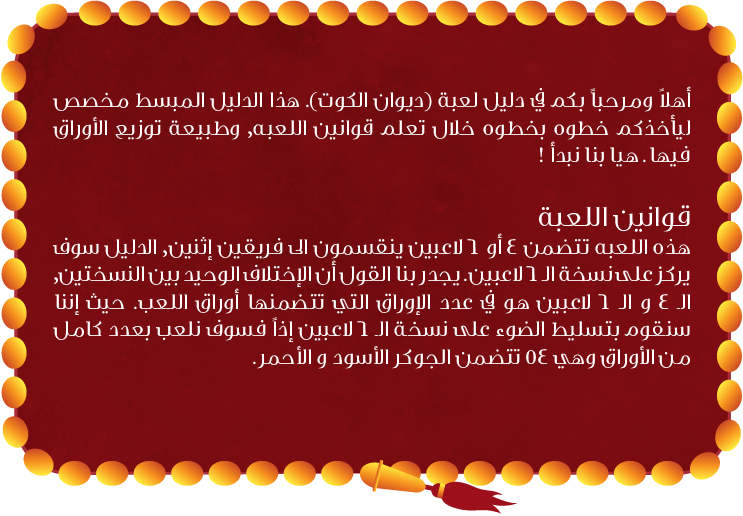 أهلاً ومرحباً بكم في دليل لعبة (ديوان الكوت). هذا الدليل المبسط مخصص
ليأخذكم خطوه بخطوه خلال تعلم قوانين اللعبه, وطبيعة توزيع الأوراق
فيها. هيا بنا نبدأ !
قوانين اللعبة
هذه اللعبه تتضمن ٤ أو ٦ لاعبين ينقسمون الى فريقين إثنين, الدليل سوف
يركز على نسخة الـ ٦ لاعبين. يجدر بنا القول أن الإختلاف الوحيد بين النسختين,
الـ ٤ و الـ ٦ لاعبين هو في عدد الإوراق التي تتضمنها أوراق اللعب. حيث إننا
سنقوم بتسليط الضوء على نسخة الـ ٦ لاعبين إذاً فسوف نلعب بعدد كامل
من الأوراق وهي ٥٤ تتضمن الجوكر الأسود و الأحمر.